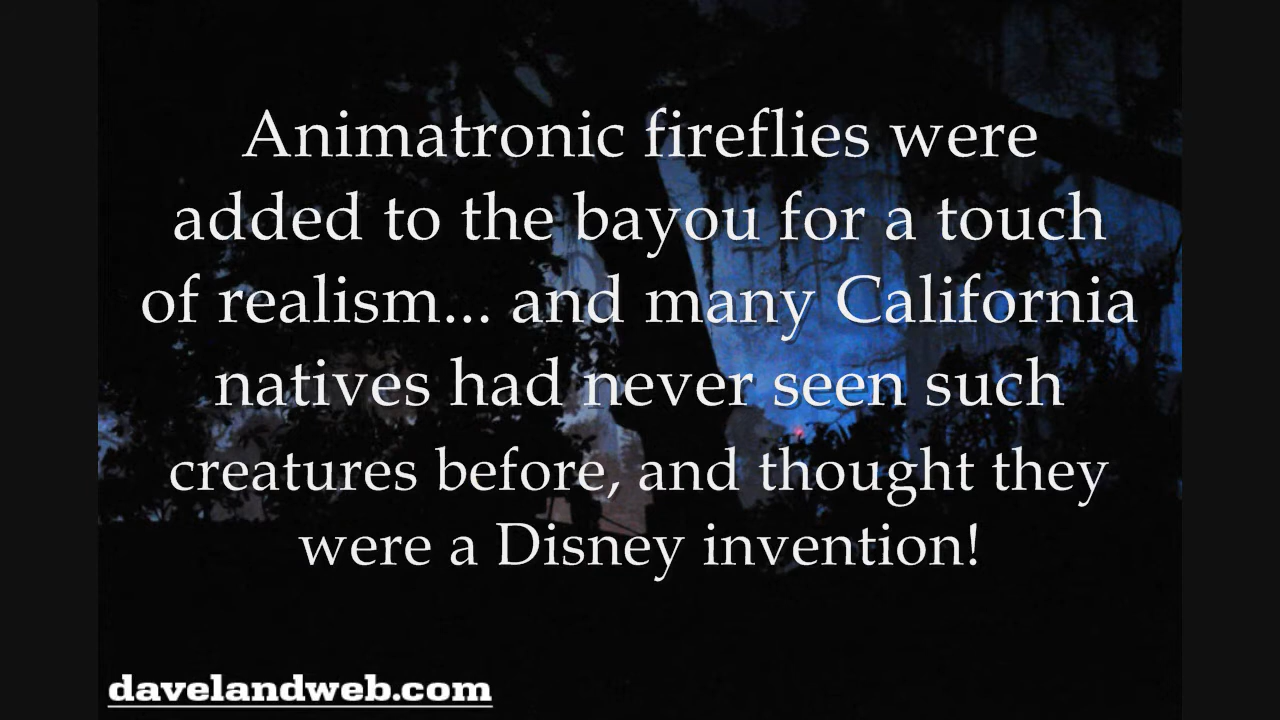 Animatronic fireflies were
added to the bayou for a touch
of realism... and many California
natives had never seen such
creatures before, and thought they
were a Disney invention!
davelandweb.com